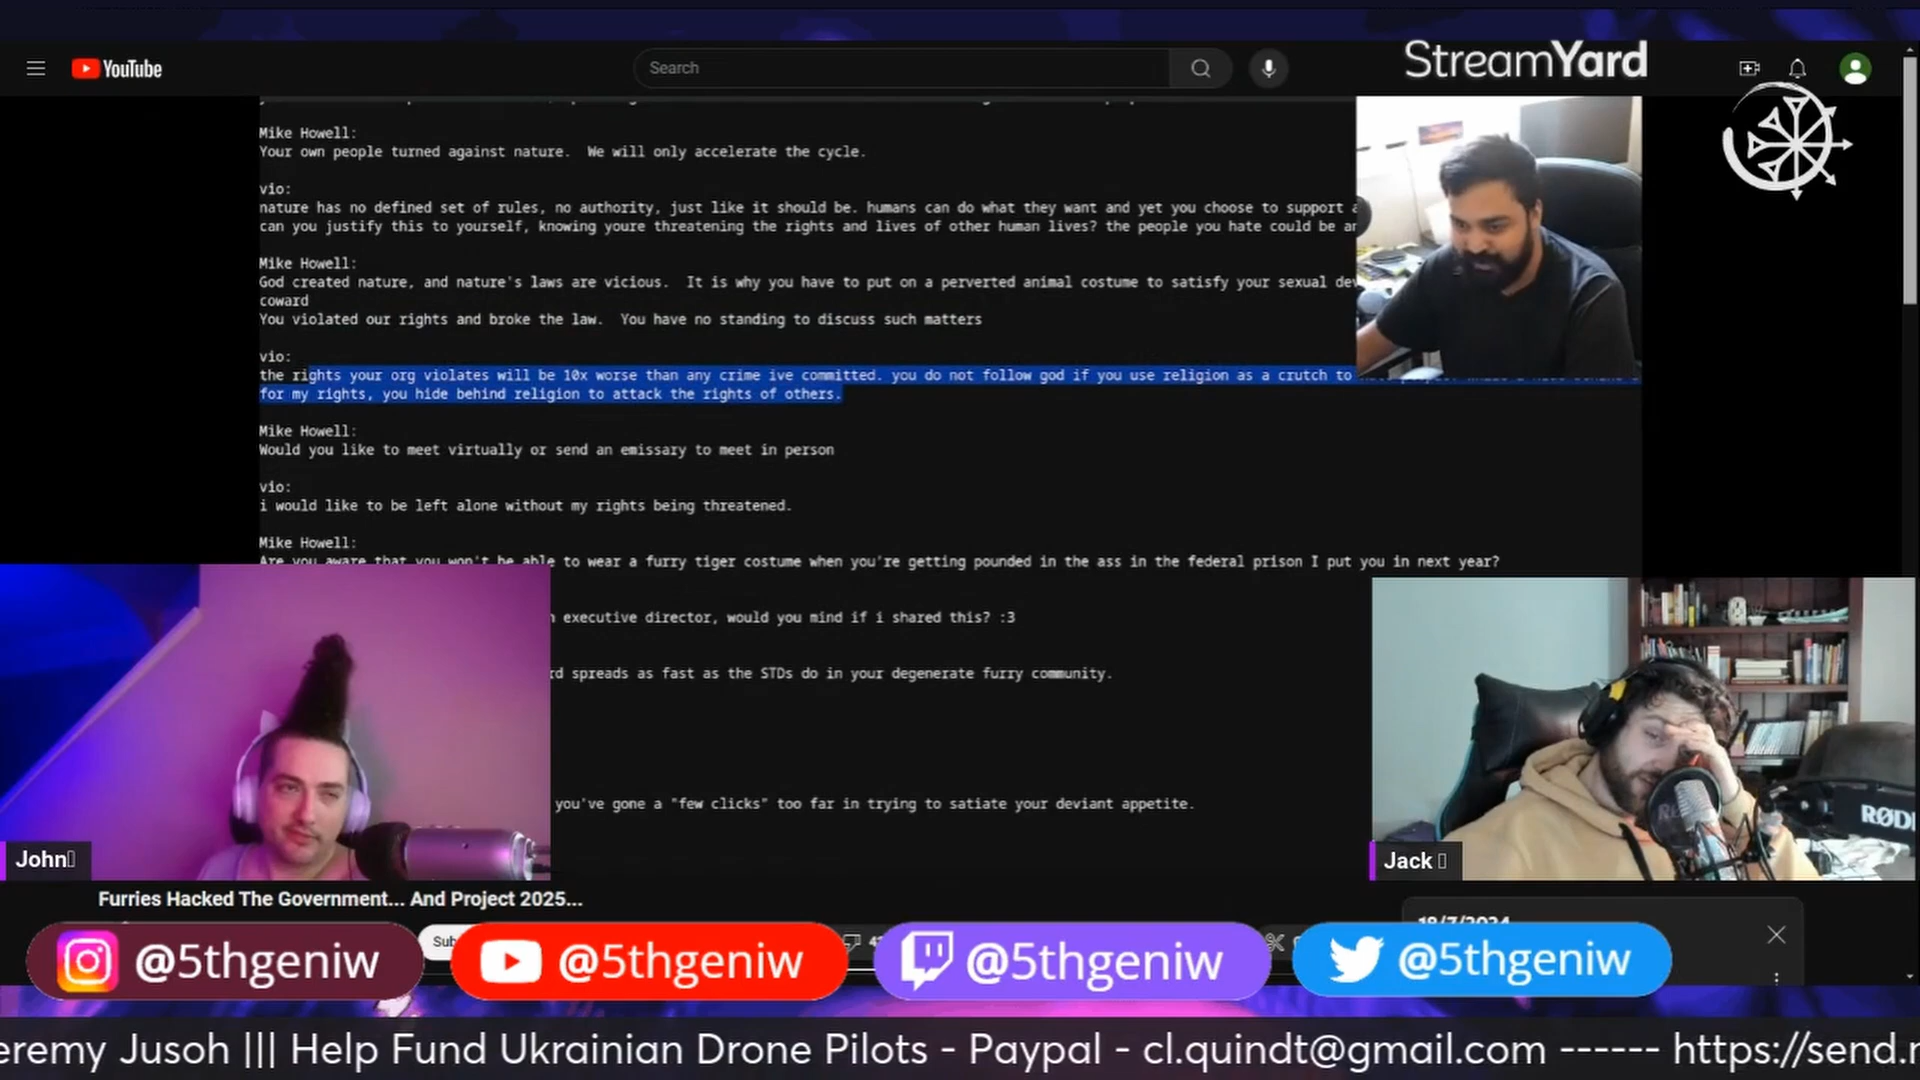 YouTube
Search
StreamYard
Mike Howell:
Your own people turned against nature.  We will only accelerate the cycle.
vio:
nature has no defined set of rules, no authority, just like it should be. humans can do what they want and yet you choose to support
can you justify this to yourself, knowing youre threatening the rights and lives of other human lives? the people you hate could be
Mike Howell:
God created nature, and nature's laws are vicious.  It is why you have to put on a perverted animal costume to satisfy your sexual
coward
You violated our rights and broke the law.  You have no standing to discuss such matters
vio:
the rights your org violates will be 10x worse than any crime ive committed. you do not follow god if you use religion as a crutch to
for my rights, you hide behind religion to attack the rights of others.
Mike Howell:
Would you like to meet virtually or send an emissary to meet in person
vio:
i would like to be left alone without my rights being threatened.
Mike Howell:
Are you aware that you won't be able to wear a furry tiger costume when you're getting pounded in the ass in the federal prison I put you in next year?
executive director, would you mind if i shared this? :3
spreads as fast as the STDs do in your degenerate furry community.
you've gone a "few clicks" too far in trying to satiate your deviant appetite.
RØDE
John
Jack
Furries Hacked The Government... And Project 2025...
18/7/2024
Sub
@5thgeniw
@5thgeniw
@5thgeniw
@5thgeniw
eremy Jusoh ||| Help Fund Ukrainian Drone Pilots - Paypal - cl.quindt@gmail.com ------ https://send.